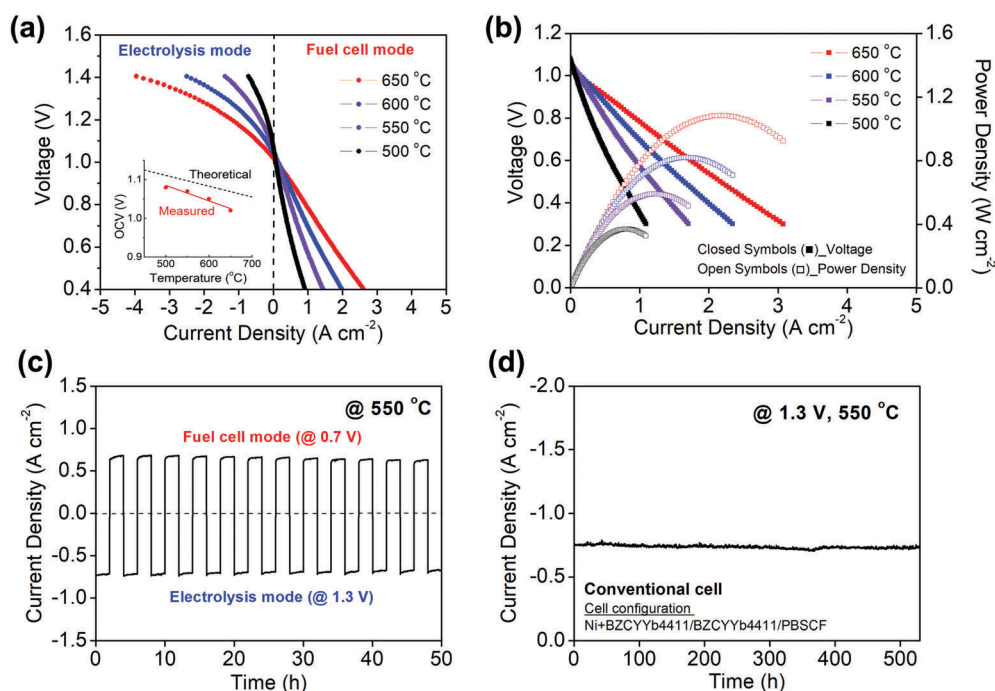 (a)
Electrolysis mode
Fuel cell mode
650 °C
600 °C
550 °C
500 °C
Voltage (V)
1.6
1.4
1.2
1.0
0.8
0.6
0.4
-5 -4 -3 -2 -1 0 1 2 3 4 5
Current Density (A cm-2)
OCV (V)
1.1
1.0
0.9
Theoretical
Measured
500 600 700
Temperature (°C)
(b)
650 °C
600 °C
550 °C
500 °C
Voltage (V)
1.2
1.0
0.8
0.6
0.4
0.2
0.0
Power Density (W cm-2)
1.6
1.4
1.2
1.0
0.8
0.6
0.4
0.2
0.0
Closed Symbols (■)_Voltage
Open Symbols (□)_Power Density
0 1 2 3 4 5
Current Density (A cm-2)
(c)
@ 550 °C
Fuel cell mode (@ 0.7 V)
Electrolysis mode (@ 1.3 V)
Current Density (A cm-2)
1.5
1.0
0.5
0.0
-0.5
-1.0
-1.5
0 10 20 30 40 50
Time (h)
(d)
@ 1.3 V, 550 °C
Current Density (A cm-2)
-2.0
-1.5
-1.0
-0.5
0.0
Conventional cell
Cell configuration
Ni+BZCYYb4411/BZCYYb4411/PBSCF
0 100 200 300 400 500
Time (h)